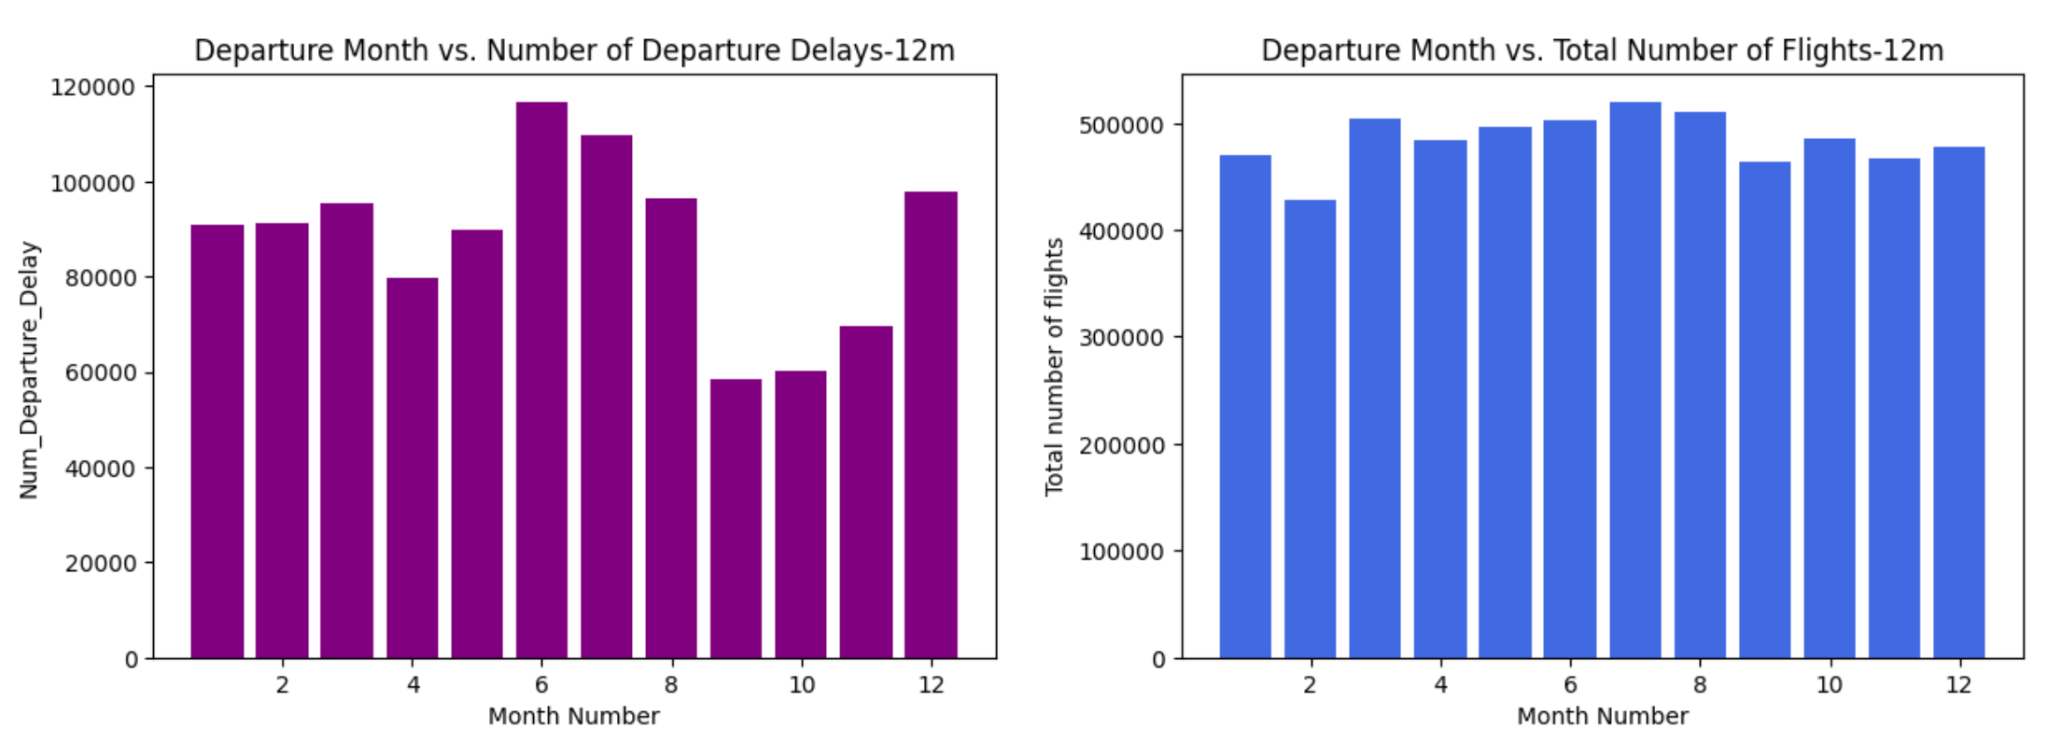 Departure Month vs. Number of Departure Delays-12m
120000
100000
80000
60000
40000
20000
0
Num_Departure_Delay
2 4 6 8 10 12
Month Number
Departure Month vs. Total Number of Flights-12m
500000
400000
300000
200000
100000
0
Total number of flights
2 4 6 8 10 12
Month Number